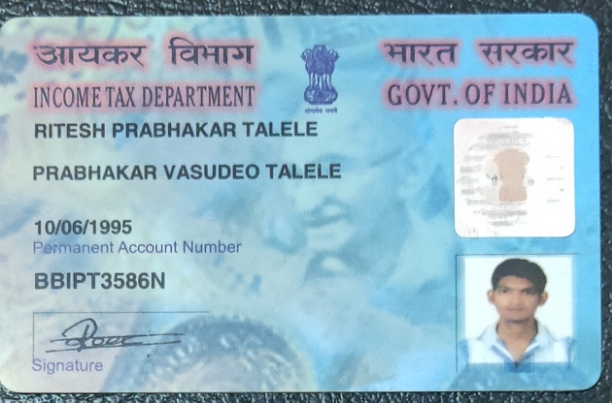 आयकर विभाग भारत सरकार
INCOME TAX DEPARTMENT GOVT. OF INDIA
RITESH PRABHAKAR TALELE
PRABHAKAR VASUDEO TALELE
10/06/1995
Permanent Account Number
BBIPT3586N
Signature